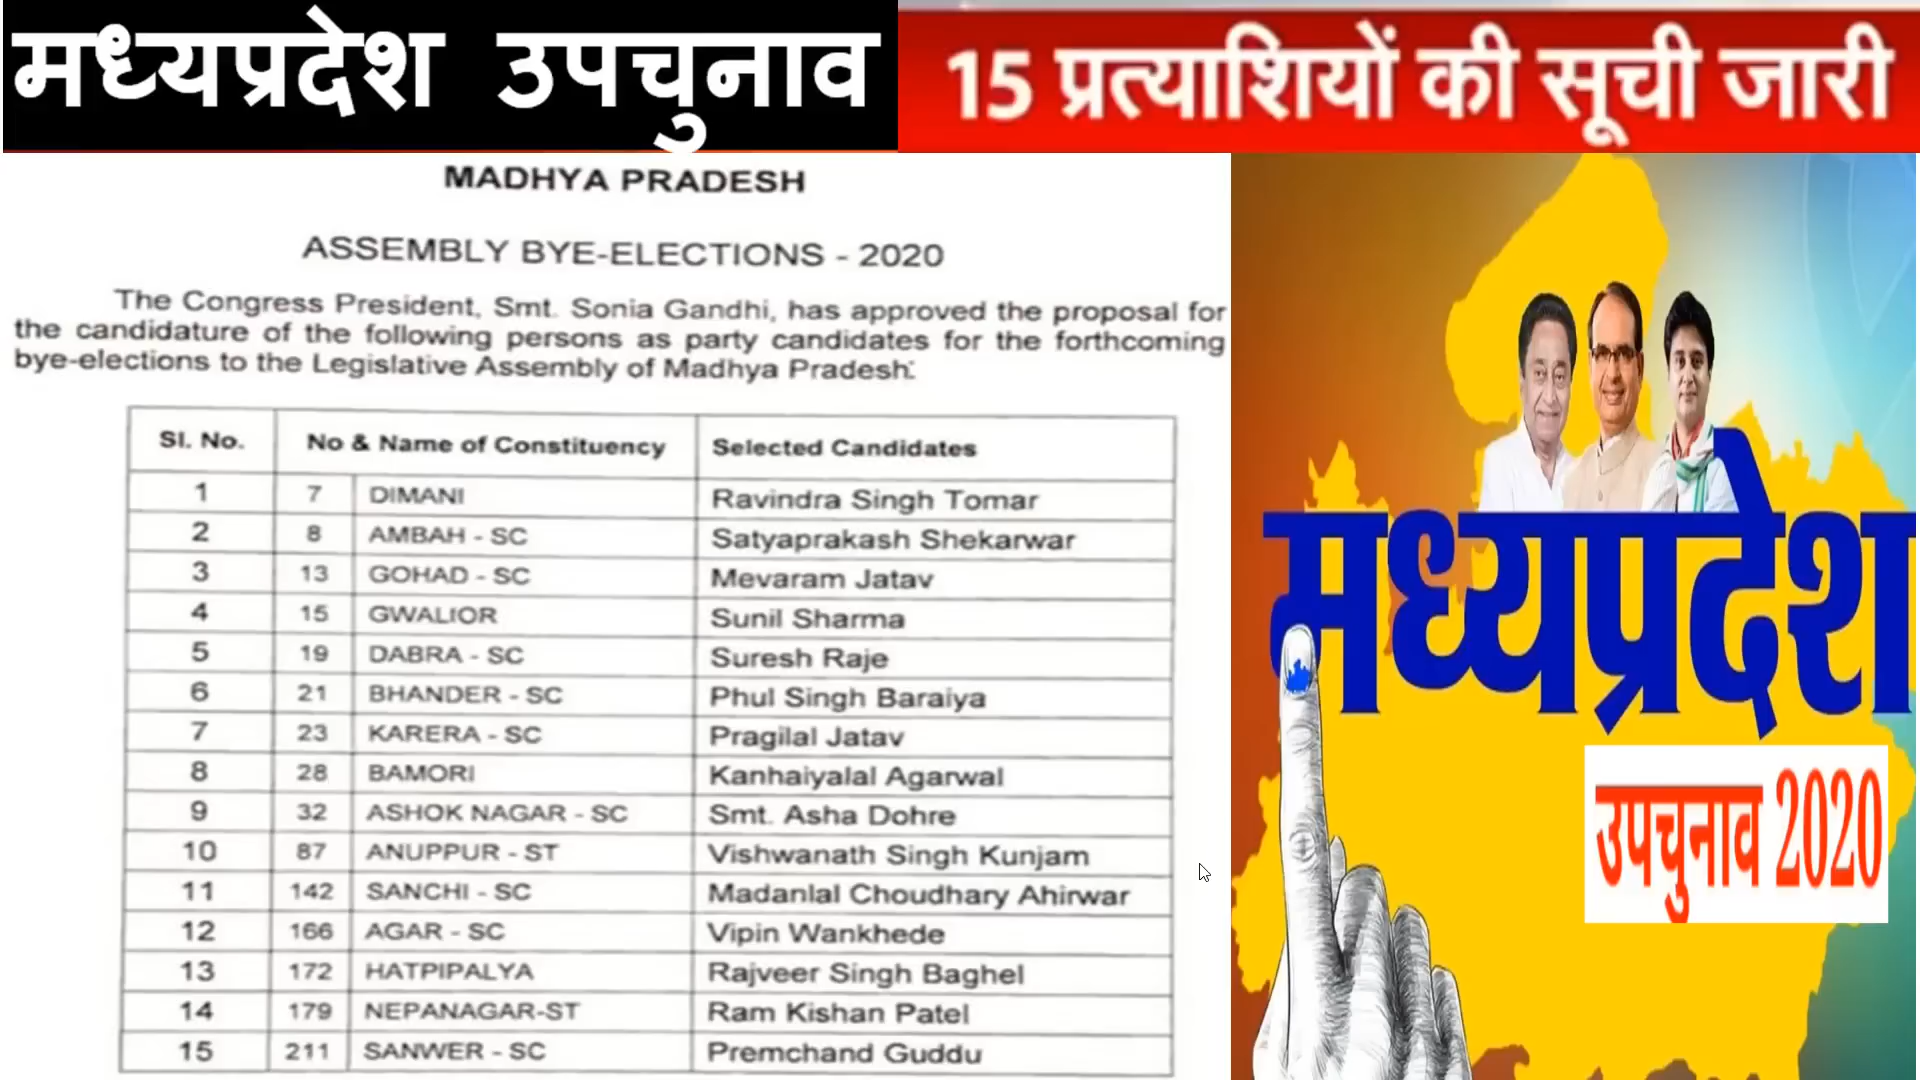 मध्यप्रदेश उपचुनाव
15 प्रत्याशियों की सूची जारी
MADHYA PRADESH
ASSEMBLY BYE-ELECTIONS - 2020
The Congress President, Smt. Sonia Gandhi, has approved the proposal for
the candidature of the following persons as party candidates for the forthcoming
bye-elections to the Legislative Assembly of Madhya Pradesh:
Sl. No. No & Name of Constituency Selected Candidates
1 7 DIMANI Ravindra Singh Tomar
2 8 AMBAH - SC Satyaprakash Shekarwar
3 13 GOHAD - SC Mevaram Jatav
4 15 GWALIOR Sunil Sharma
5 19 DABRA - SC Suresh Raje
6 21 BHANDER - SC Phul Singh Baraiya
7 23 KARERA - SC Pragilal Jatav
8 28 BAMORI Kanhaiyalal Agarwal
9 32 ASHOK NAGAR - SC Smt. Asha Dohre
10 87 ANUPPUR - ST Vishwanath Singh Kunjam
11 142 SANCHI - SC Madanlal Choudhary Ahirwar
12 166 AGAR - SC Vipin Wankhede
13 172 HATPIPALYA Rajveer Singh Baghel
14 179 NEPANAGAR-ST Ram Kishan Patel
15 211 SANWER - SC Premchand Guddu
मध्यप्रदेश
उपचुनाव 2020